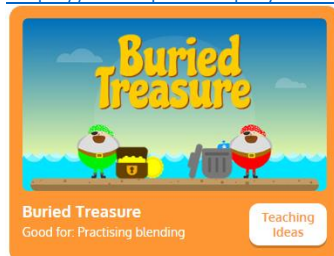 Buried
Treasure
Buried Treasure
Good for: Practising blending
Teaching
Ideas